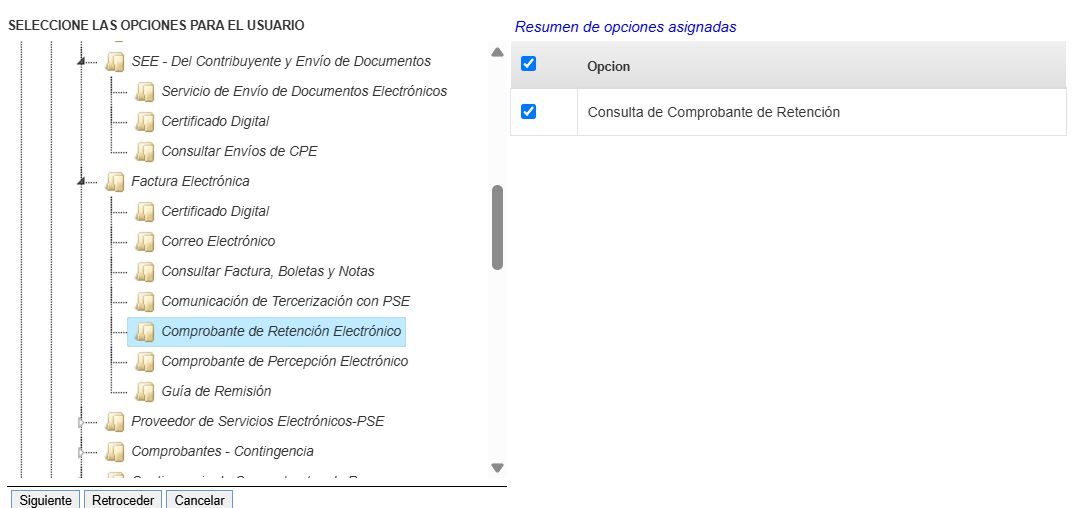 SELECCIONE LAS OPCIONES PARA EL USUARIO
SEE - Del Contribuyente y Envío de Documentos
Servicio de Envío de Documentos Electrónicos
Certificado Digital
Consultar Envíos de CPE
Factura Electrónica
Certificado Digital
Correo Electrónico
Consultar Factura, Boletas y Notas
Comunicación de Tercerización con PSE
Comprobante de Retención Electrónico
Comprobante de Percepción Electrónico
Guía de Remisión
Proveedor de Servicios Electrónicos-PSE
Comprobantes - Contingencia
Siguiente Retroceder Cancelar
Resumen de opciones asignadas
Opcion
Consulta de Comprobante de Retención